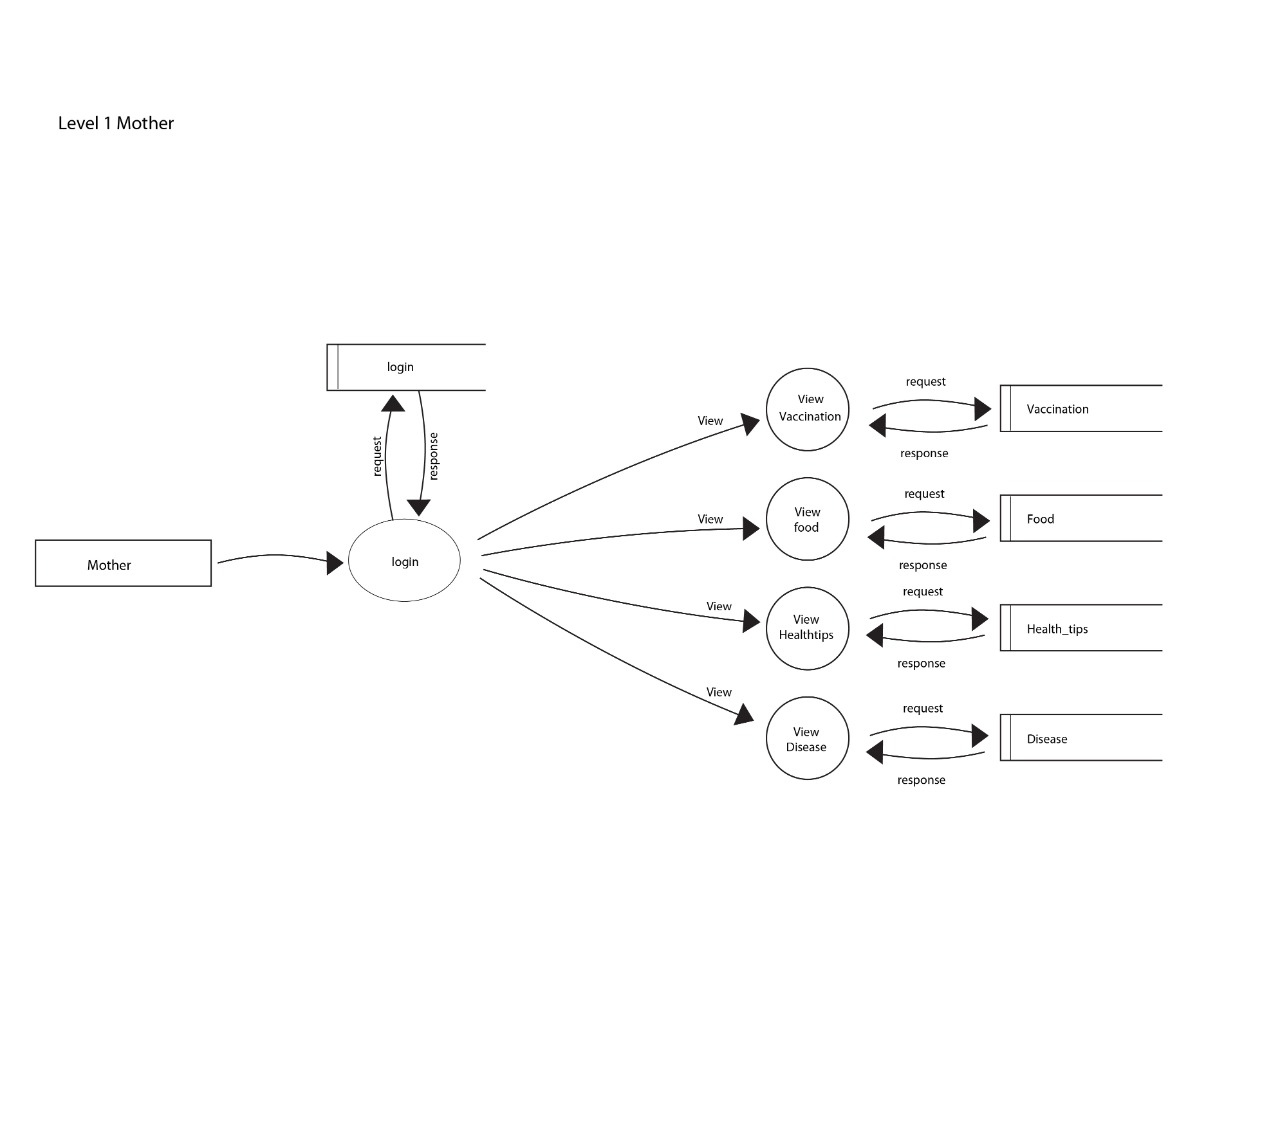 Level 1 Mother
login
request
response
Mother
login
View
View
View
View
View
Vaccination
View
food
View
Healthtips
View
Disease
request
response
request
response
request
response
request
response
Vaccination
Food
Health_tips
Disease